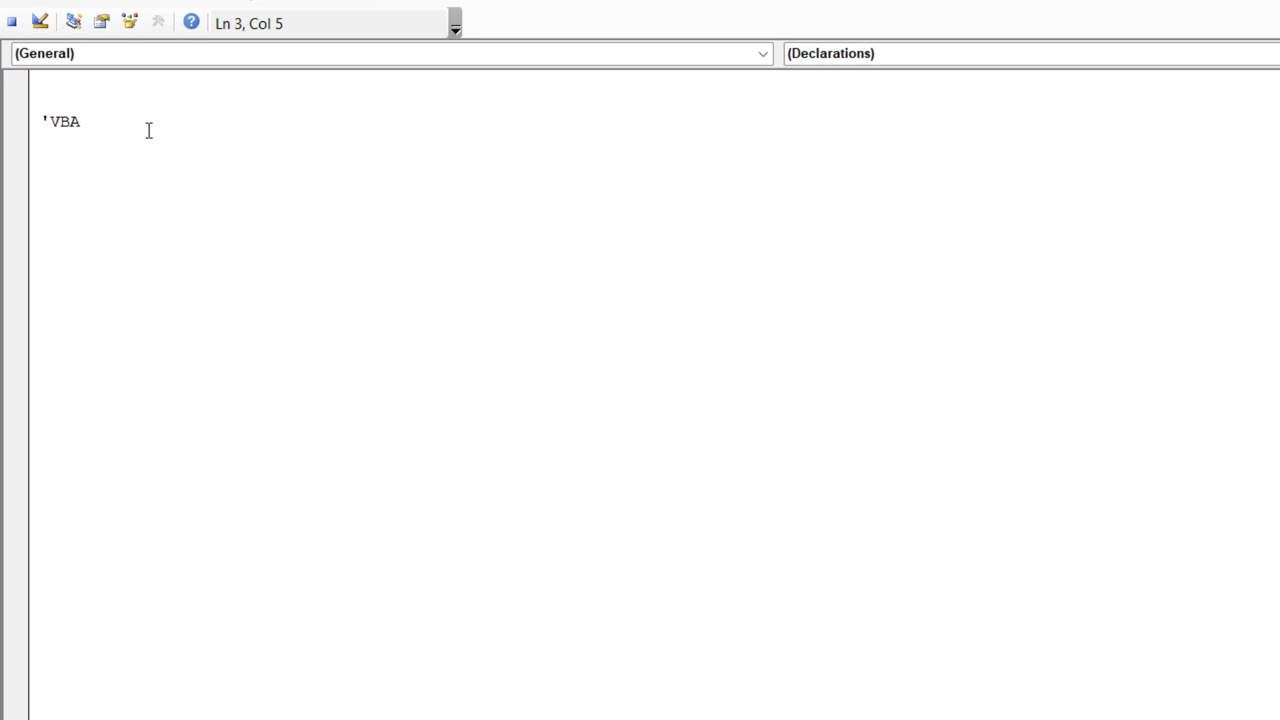 Ln 3, Col 5
(General)
(Declarations)
'VBA